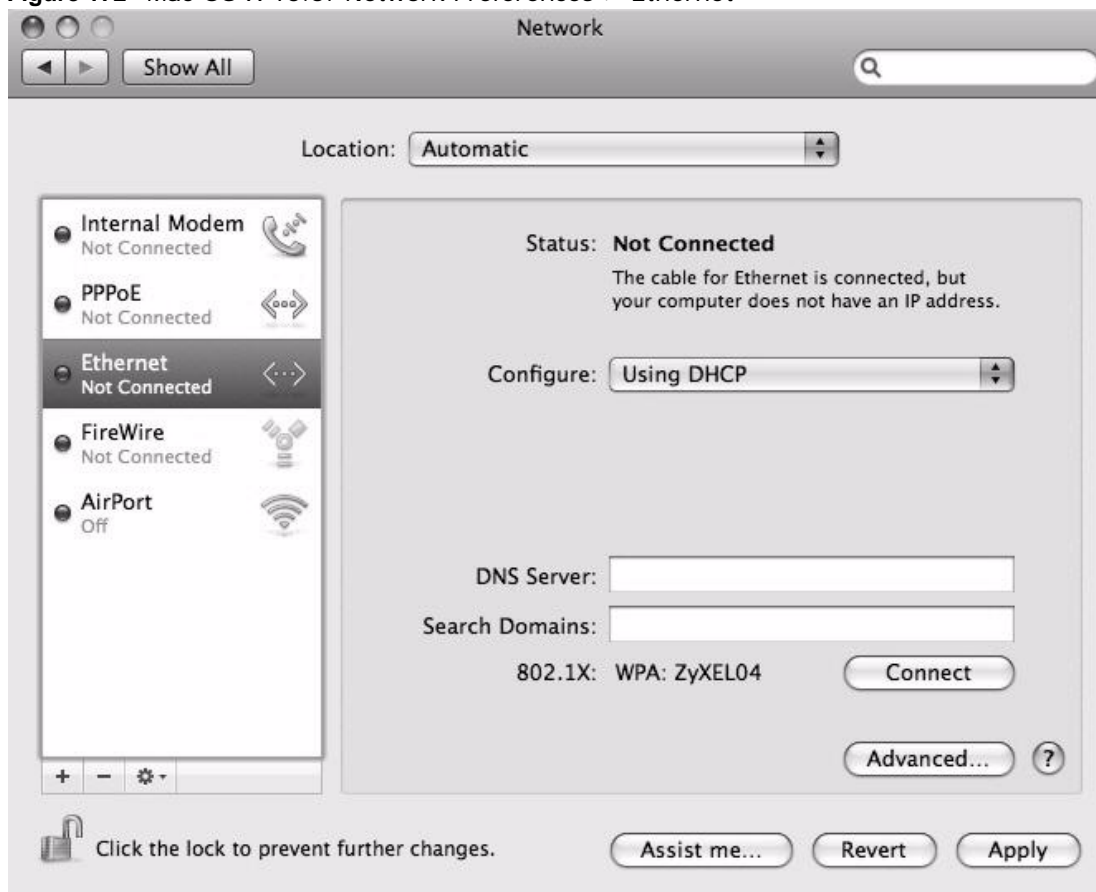 Network
Show All
Location: Automatic
Internal Modem
Not Connected
PPPoE
Not Connected
Ethernet
Not Connected
FireWire
Not Connected
AirPort
Off
Status: Not Connected
The cable for Ethernet is connected, but
your computer does not have an IP address.
Configure: Using DHCP
DNS Server:
Search Domains:
802.1X: WPA: ZyXEL04 Connect
Advanced... ?
+ -
Click the lock to prevent further changes.
Assist me... Revert Apply